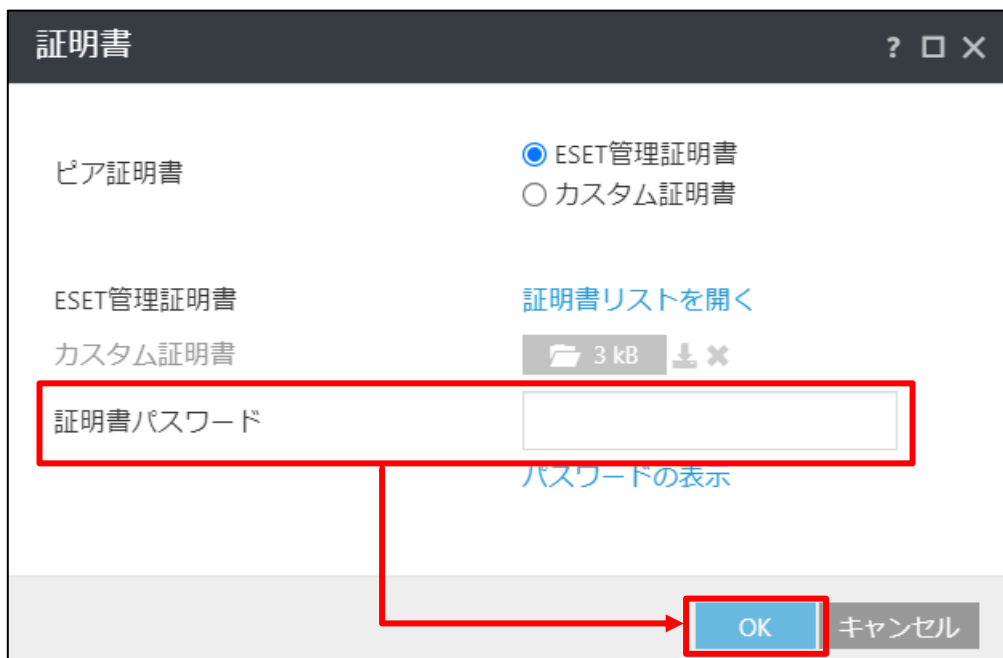 証明書 ?
ピア証明書
ESET管理証明書
カスタム証明書
ESET管理証明書 証明書リストを開く
カスタム証明書 3 kB
証明書パスワード
パスワードの表示
OK キャンセル